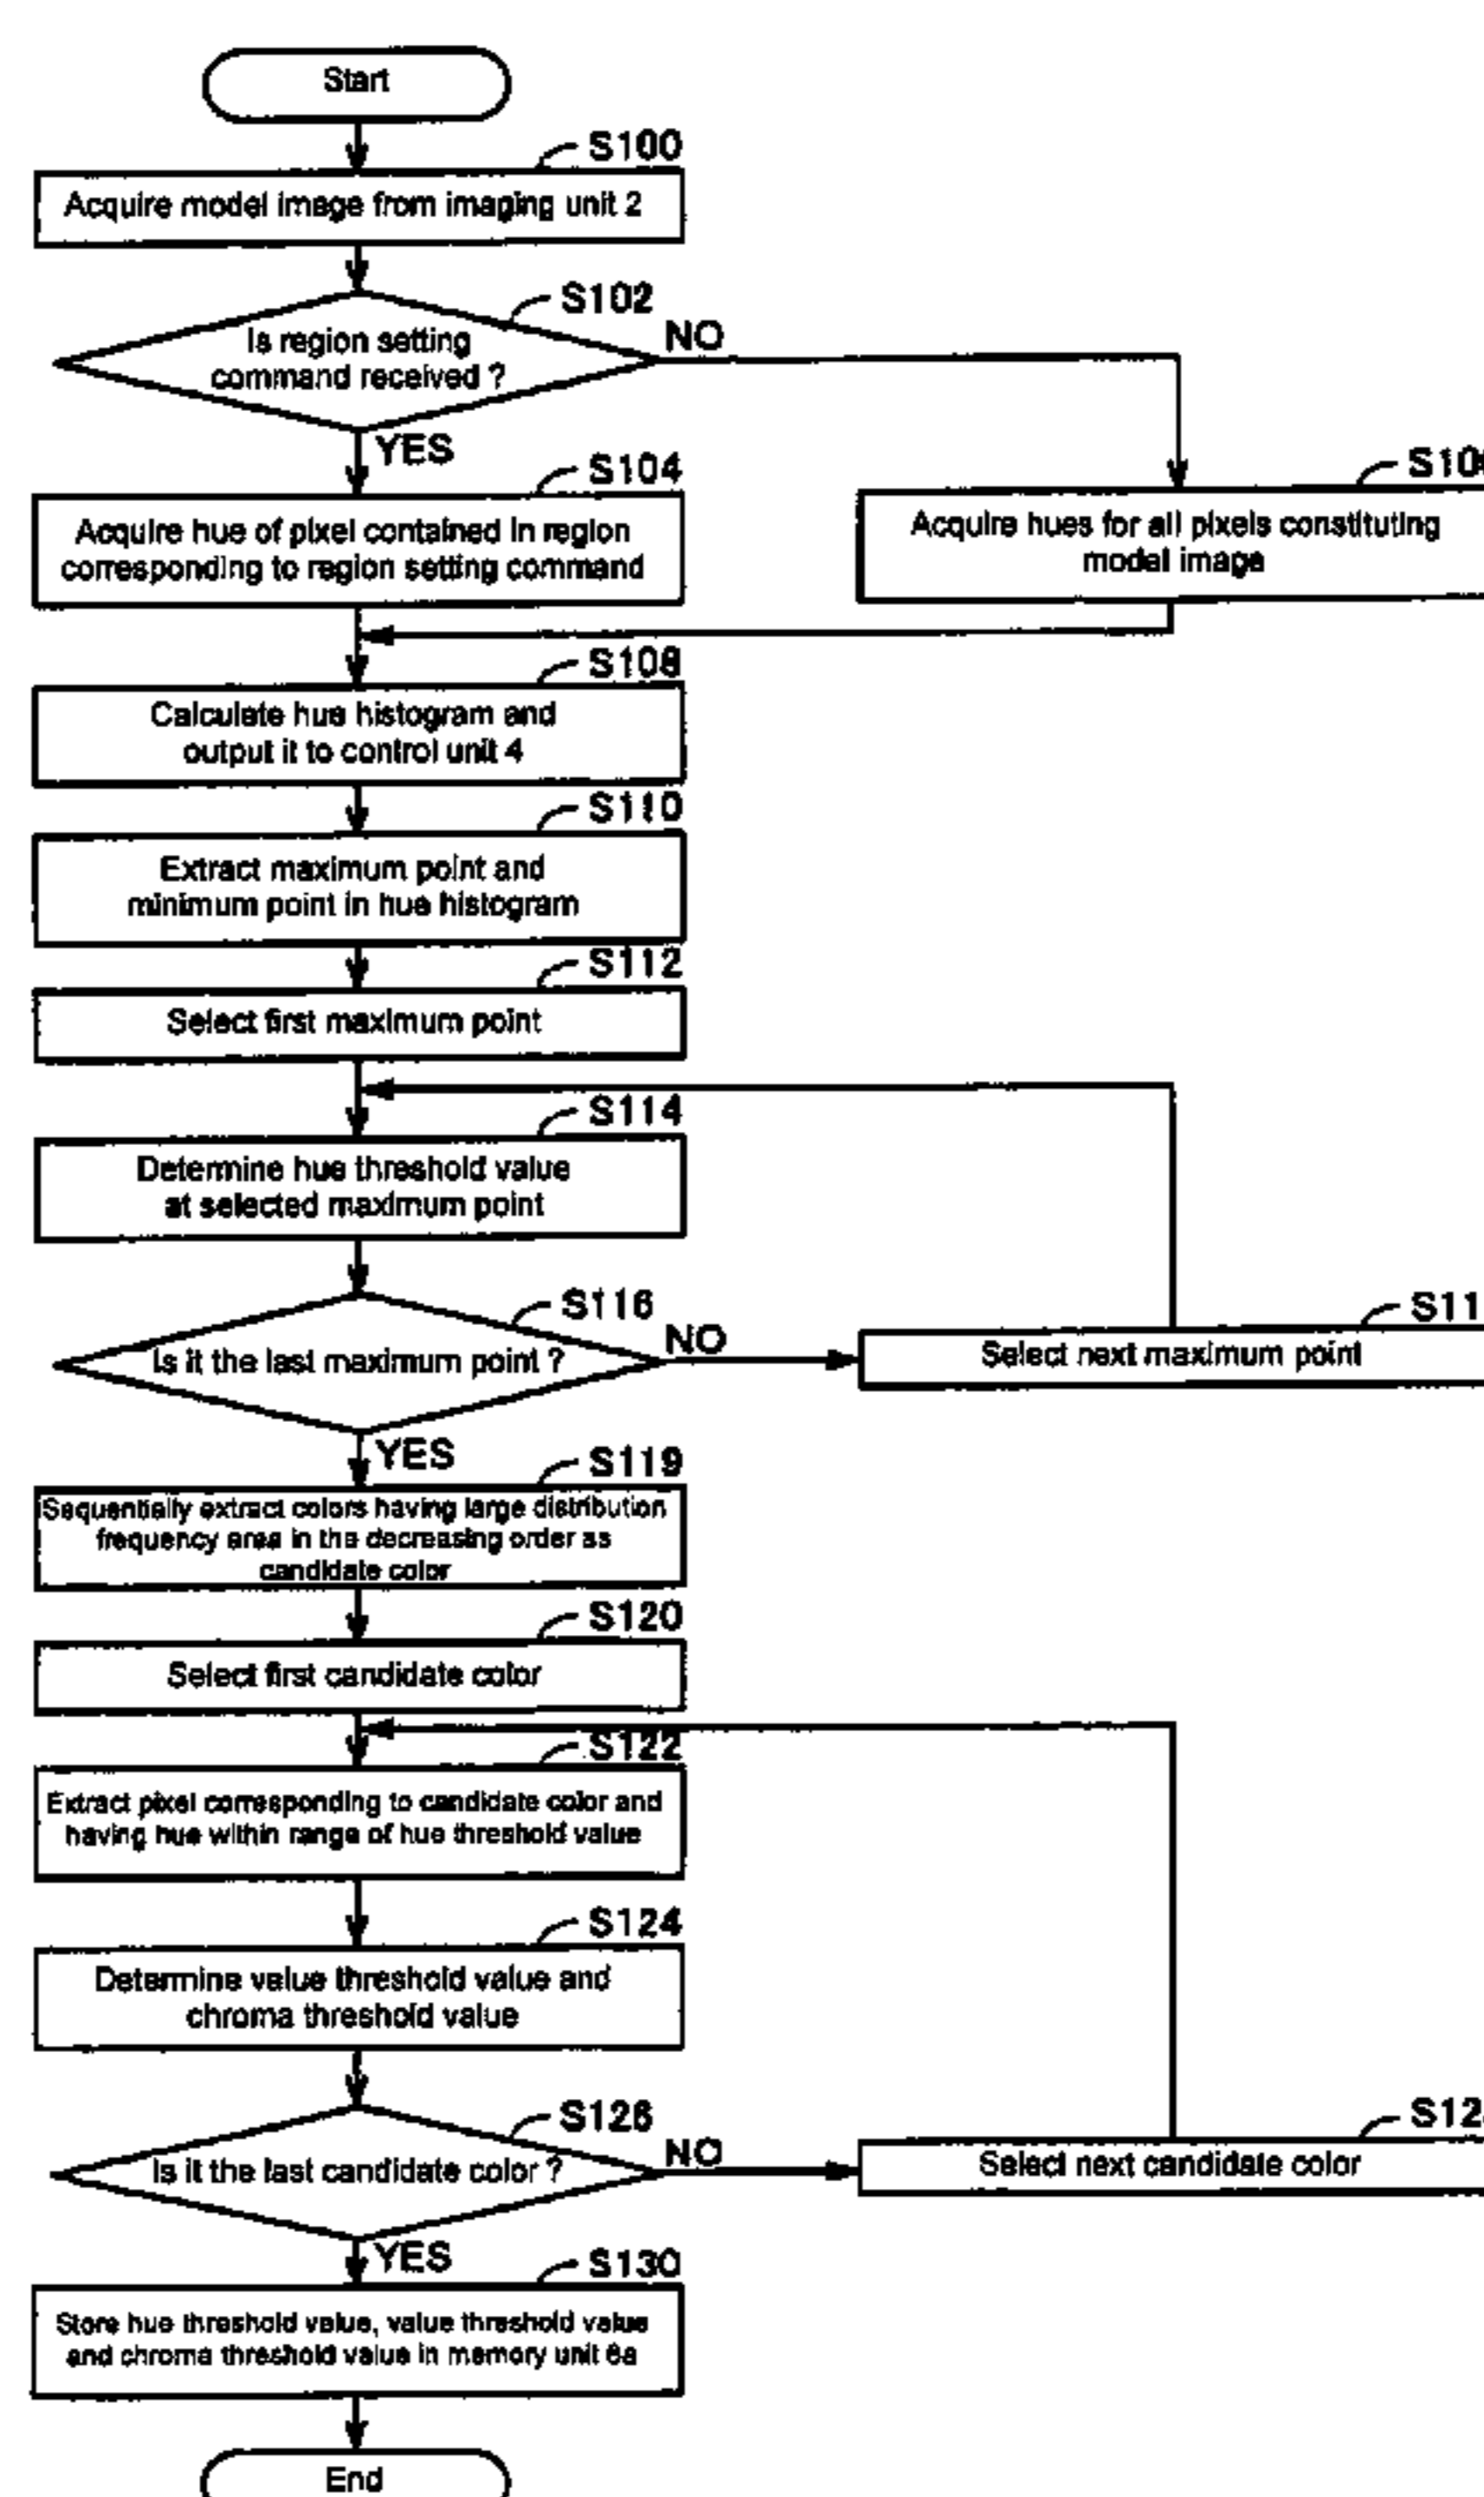 Start
S100
Acquire model image from imaging unit 2
S102
Is region setting
command received ?
NO
YES
S104
Acquire hue of pixel contained in region
corresponding to region setting command
Acquire hues for all pixels constituting
model image
S108
Calculate hue histogram and
output it to control unit 4
S110
Extract maximum point and
minimum point in hue histogram
S112
Select first maximum point
S114
Determine hue threshold value
at selected maximum point
S116
Is it the last maximum point ?
NO
Select next maximum point
YES
S119
Sequentially extract colors having large distribution
frequency area in the decreasing order as
candidate color
S120
Select first candidate color
S122
Extract pixel corresponding to candidate color and
having hue within range of hue threshold value
S124
Determine value threshold value and
chroma threshold value
S126
Is it the last candidate color ?
NO
Select next candidate color
YES
S130
Store hue threshold value, value threshold value
and chroma threshold value in memory unit 6a
End